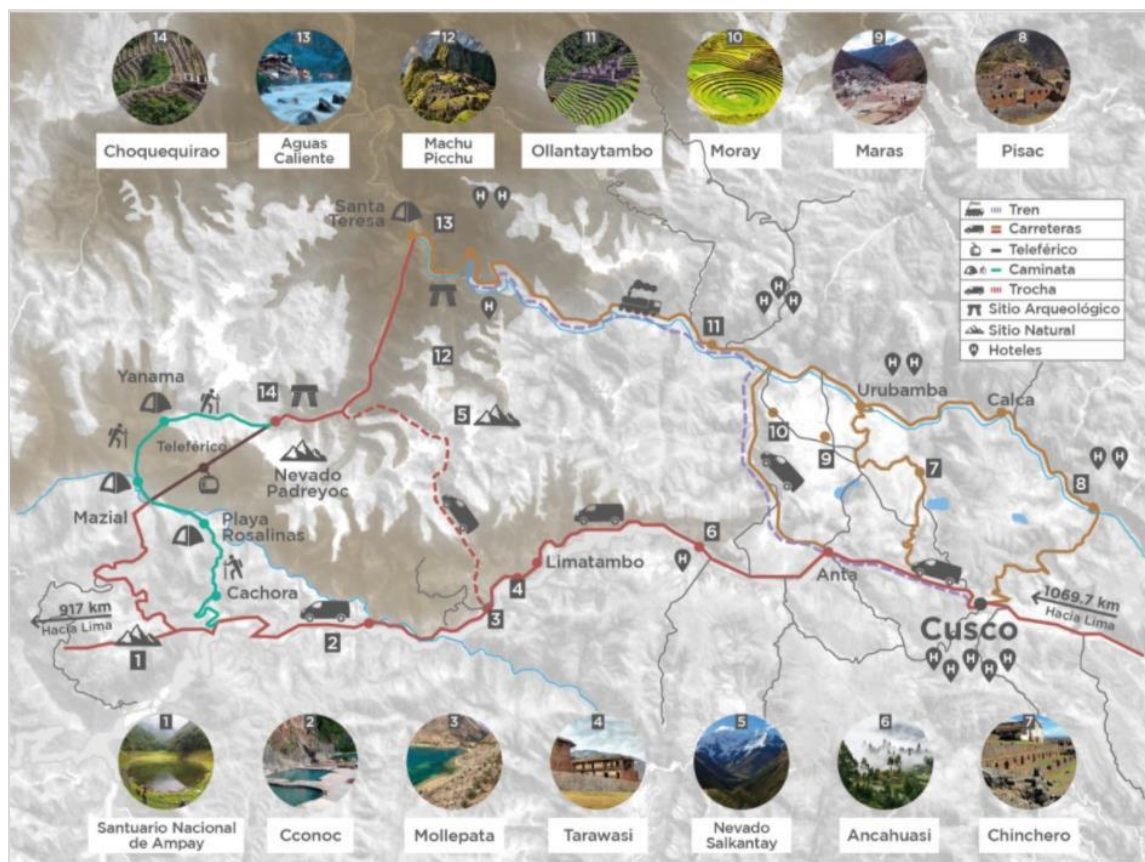 14
13
12
11
10
9
8
Choquequirao
Aguas
Caliente
Machu
Picchu
Ollantaytambo
Moray
Maras
Pisac
Tren
Carreteras
Teleférico
Caminata
Trocha
Sitio Arqueológico
Sitio Natural
Hoteles
Santa
Teresa
13
H H
H
12
H H H
11
H H
Urubamba
Calca
Yanama
14
5
Teleférico
Nevado
Padreyoc
10
9
7
8
H H
Mazial
Playa
Rosalinas
Cachora
6
H
Limatambo
4
3
Anta
917 km
Hacia Lima
1
2
1069.7 km
Hacia Lima
Cusco
H H H H H
1
2
3
4
5
6
7
Santuario Nacional
de Ampay
Cconoc
Mollepata
Tarawasi
Nevado
Salkantay
Ancahuasi
Chinchero